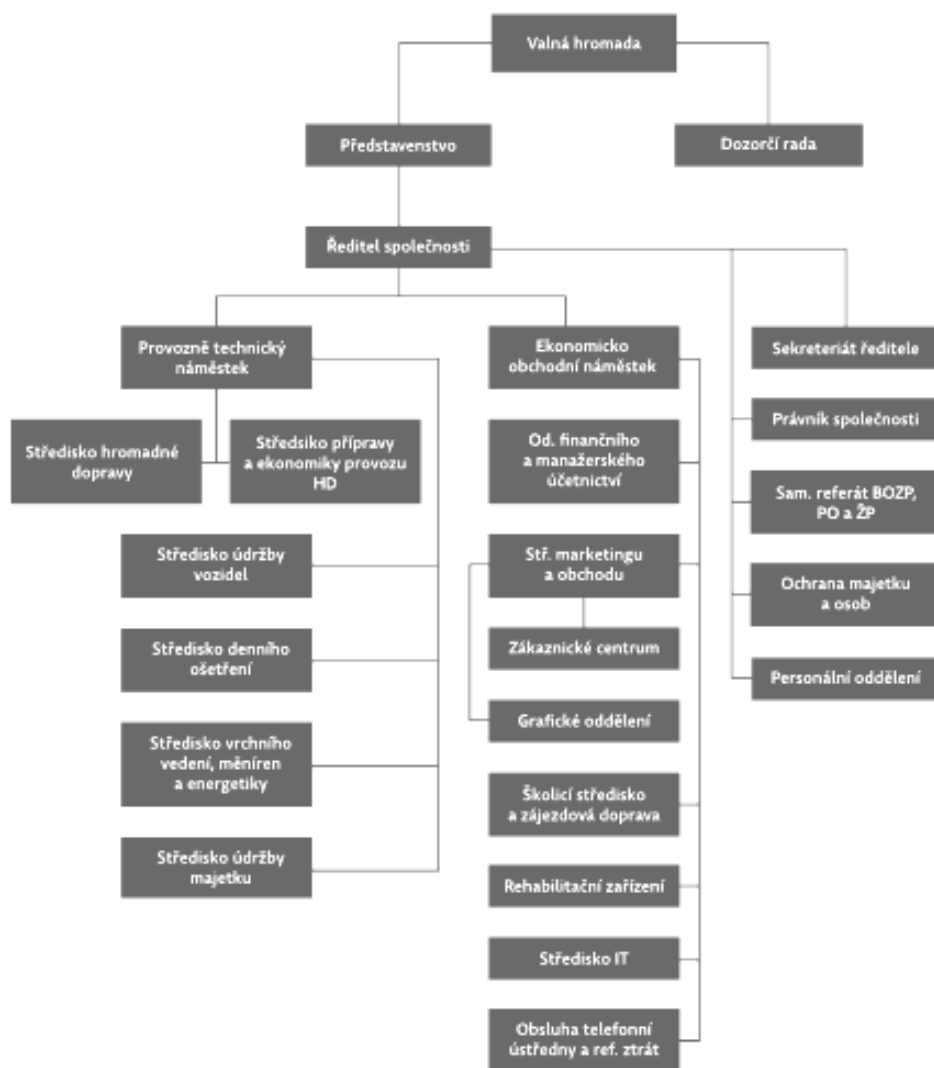 Valná hromada
Představenstvo
Dozorčí rada
Ředitel společnosti
Provozně technický
náměstek
Ekonomicko
obchodní náměstek
Sekreteriát ředitele
Středisko hromadné
dopravy
Středsiko přípravy
a ekonomiky provozu
HD
Od. finančního
a manažerského
účetnictví
Právník společnosti
Sam. referát BOZP,
PO a ŽP
Středisko údržby
vozidel
Stř. marketingu
a obchodu
Ochrana majetku
a osob
Středisko denního
ošetření
Zákaznické centrum
Personální oddělení
Grafické oddělení
Středisko vrchního
vedení, měníren
a energetiky
Školicí středisko
a zájezdová doprava
Středisko údržby
majetku
Rehabilitační zařízení
Středisko IT
Obsluha telefonní
ústředny a ref. ztrát